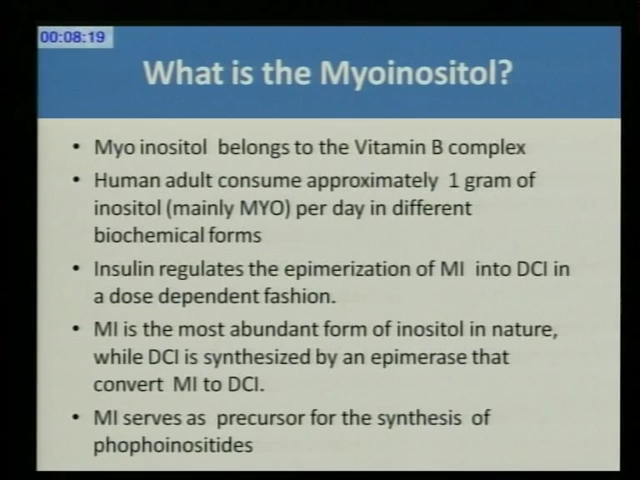 00:08:19
What is the Myoinositol?
• Myo inositol belongs to the Vitamin B complex
• Human adult consume approximately 1 gram of
inositol (mainly MYO) per day in different
biochemical forms
• Insulin regulates the epimerization of MI into DCI in
a dose dependent fashion.
• MI is the most abundant form of inositol in nature,
while DCI is synthesized by an epimerase that
convert MI to DCI.
• MI serves as precursor for the synthesis of
phophoinositides